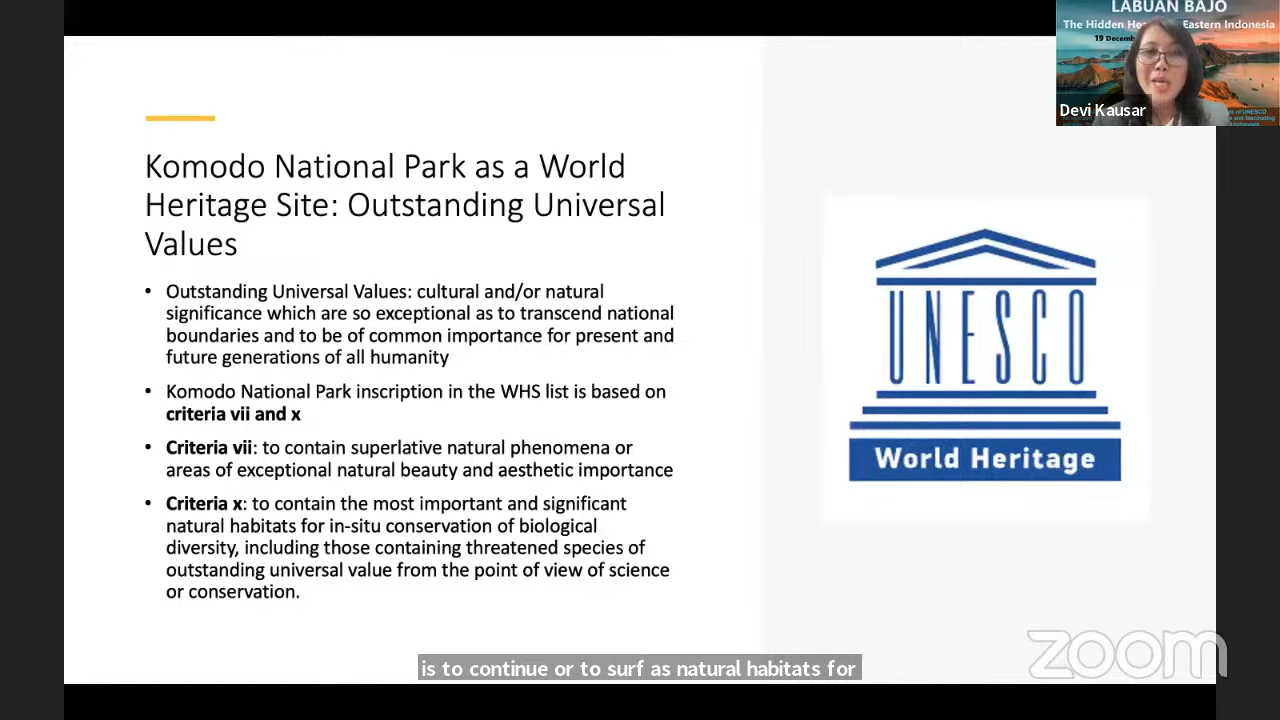 LABUAN BAJO
The Hidden Eastern Indonesia
19
Devi Kausar
of UNESCO
and fascinating
Komodo National Park as a World
Heritage Site: Outstanding Universal
Values
• Outstanding Universal Values: cultural and/or natural
significance which are so exceptional as to transcend national
boundaries and to be of common importance for present and
future generations of all humanity
• Komodo National Park inscription in the WHS list is based on
criteria vii and x
• Criteria vii: to contain superlative natural phenomena or
areas of exceptional natural beauty and aesthetic importance
• Criteria x: to contain the most important and significant
natural habitats for in-situ conservation of biological
diversity, including those containing threatened species of
outstanding universal value from the point of view of science
or conservation.
UNESCO
World Heritage
zoom
is to continue or to surf as natural habitats for